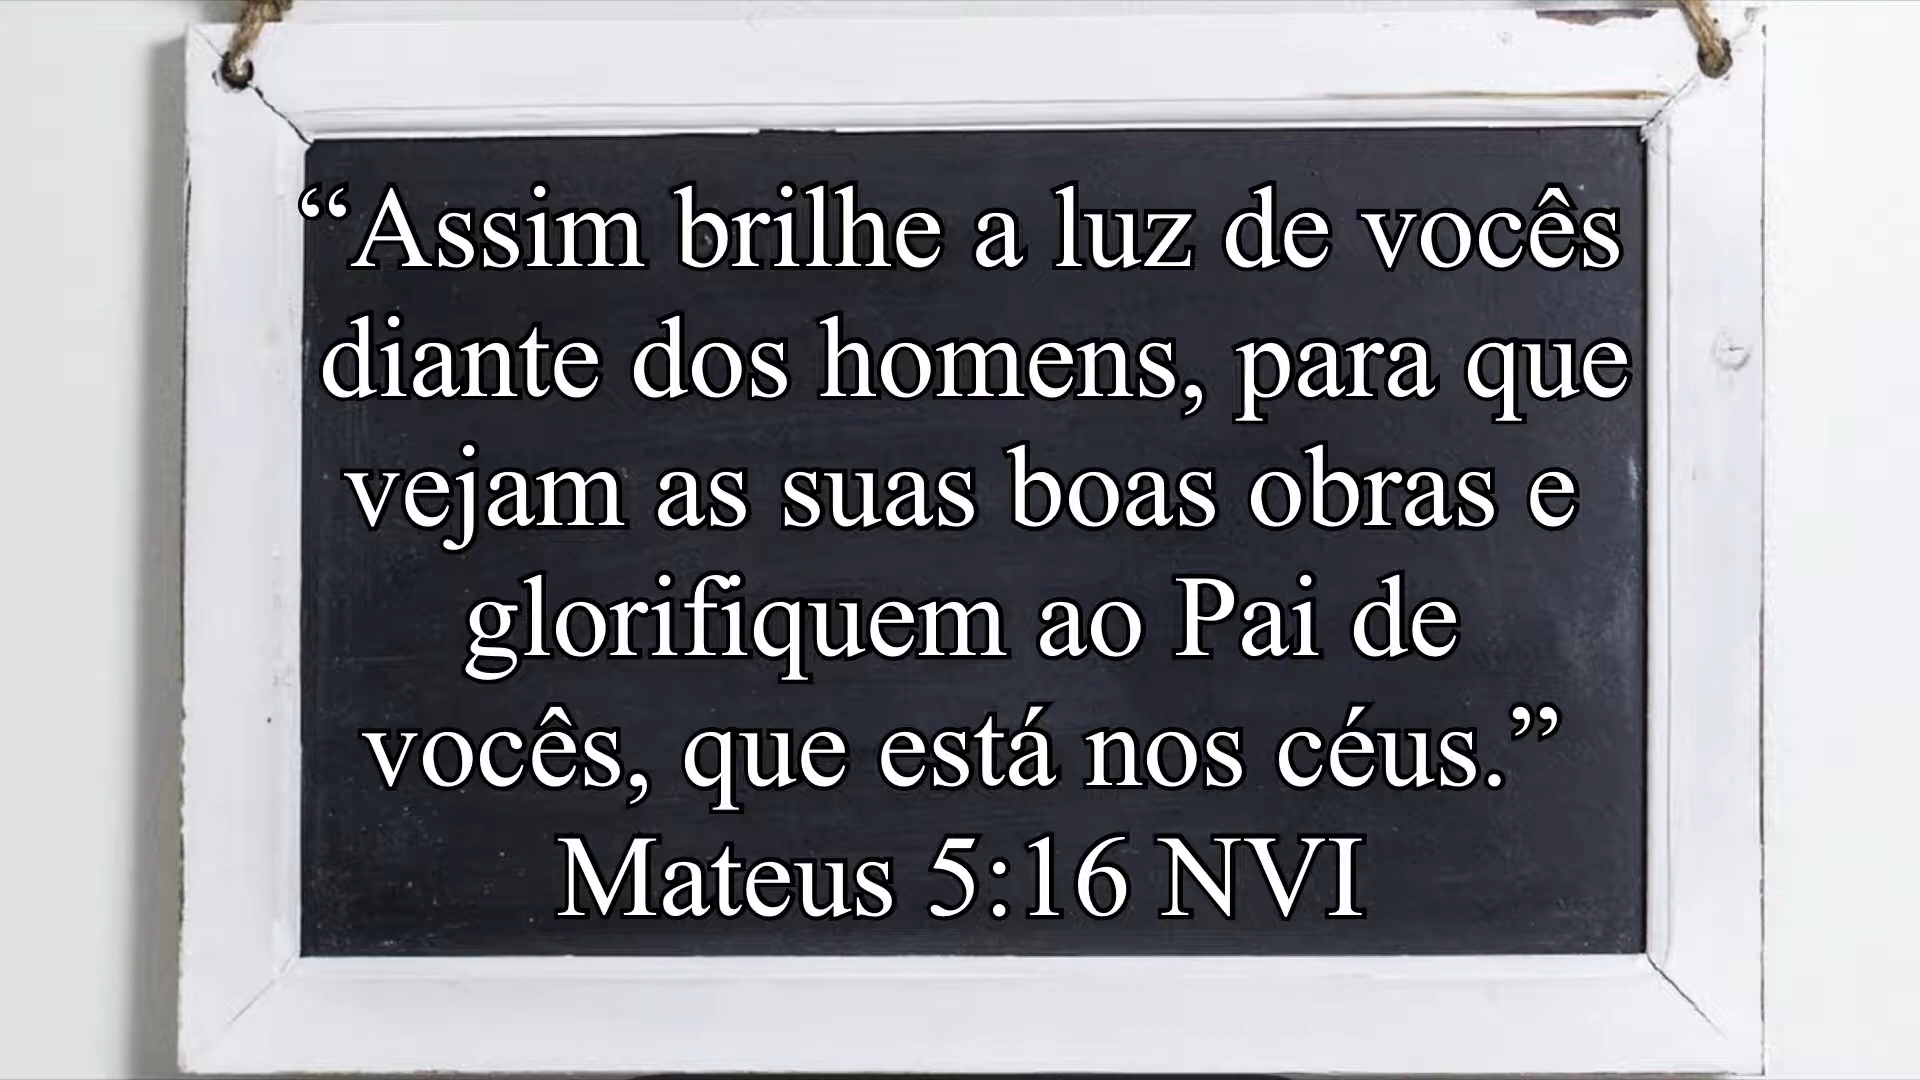 “Assim brilhe a luz de vocês
diante dos homens, para que
vejam as suas boas obras e
glorifiquem ao Pai de
vocês, que está nos céus.”
Mateus 5:16 NVI